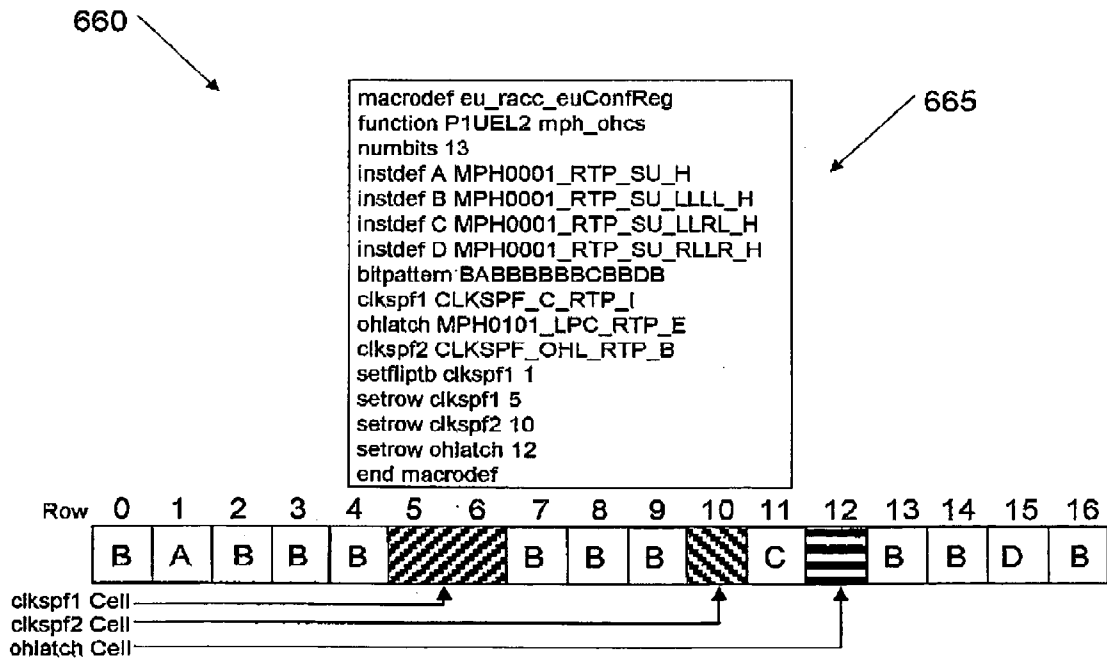 660
665
macrodef eu_racc_euConfReg
function P1UEL2 mph_ohcs
numbits 13
instdef A MPH0001_RTP_SU_H
instdef B MPH0001_RTP_SU_LLLL_H
instdef C MPH0001_RTP_SU_LLRL_H
instdef D MPH0001_RTP_SU_RLLR_H
bitpattern BABBBBBBCBBDB
clkspf1 CLKSPF_C_RTP_I
ohlatch MPH0101_LPC_RTP_E
clkspf2 CLKSPF_OHL_RTP_B
setfliptb clkspf1 1
setrow clkspf1 5
setrow clkspf2 10
setrow ohlatch 12
end macrodef
Row 0 1 2 3 4 5 6 7 8 9 10 11 12 13 14 15 16
B A B B B B B B C B B D B
clkspf1 Cell
clkspf2 Cell
ohlatch Cell